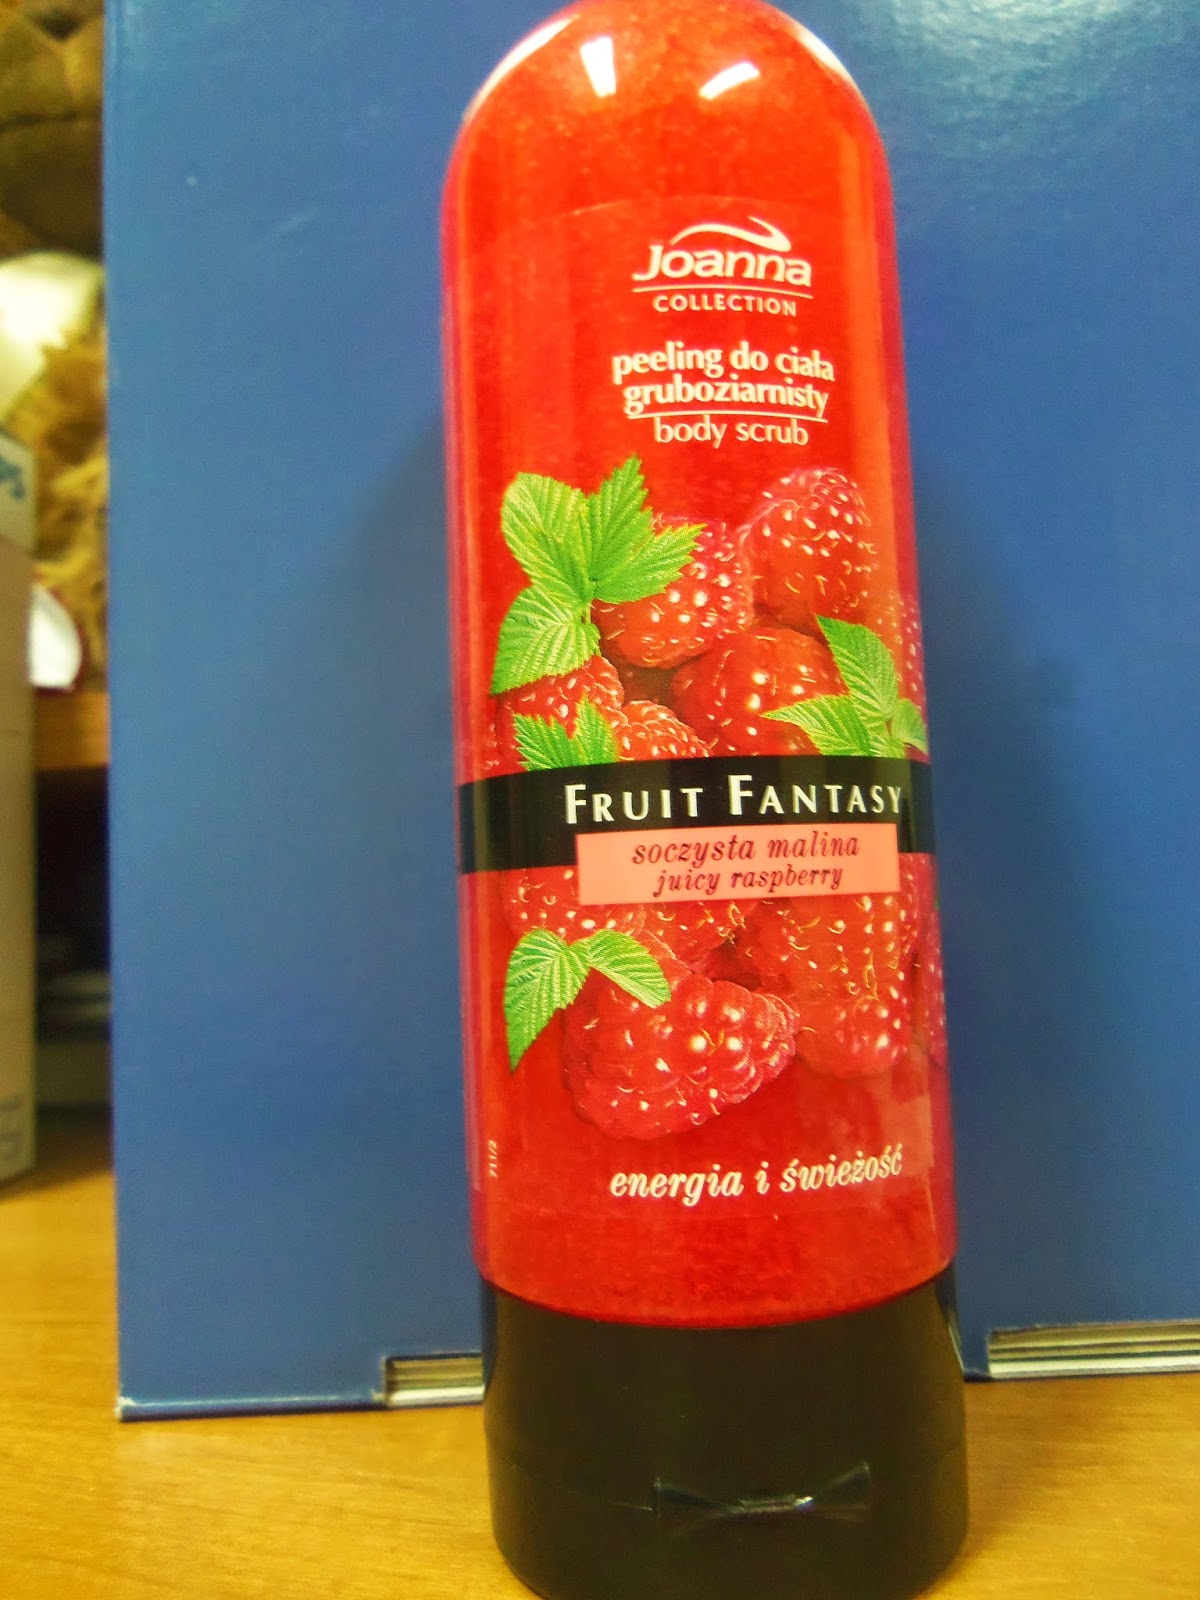 Joanna
COLLECTION
peeling do ciała
gruboziarnisty
body scrub
FRUIT FANTASY
soczysta malina
juicy raspberry
energia i świeżość